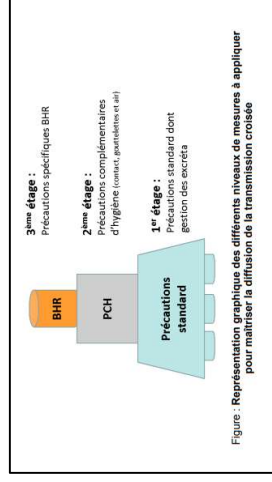 3ème étage :
Précautions spécifiques BHR
2ème étage :
Précautions complémentaires
d'hygiène (contact, gouttelettes et air)
1er étage :
Précautions standard dont
gestion des excréta
BHR
PCH
Précautions
standard
Figure : Représentation graphique des différents niveaux de mesures à appliquer
pour maîtriser la diffusion de la transmission croisée